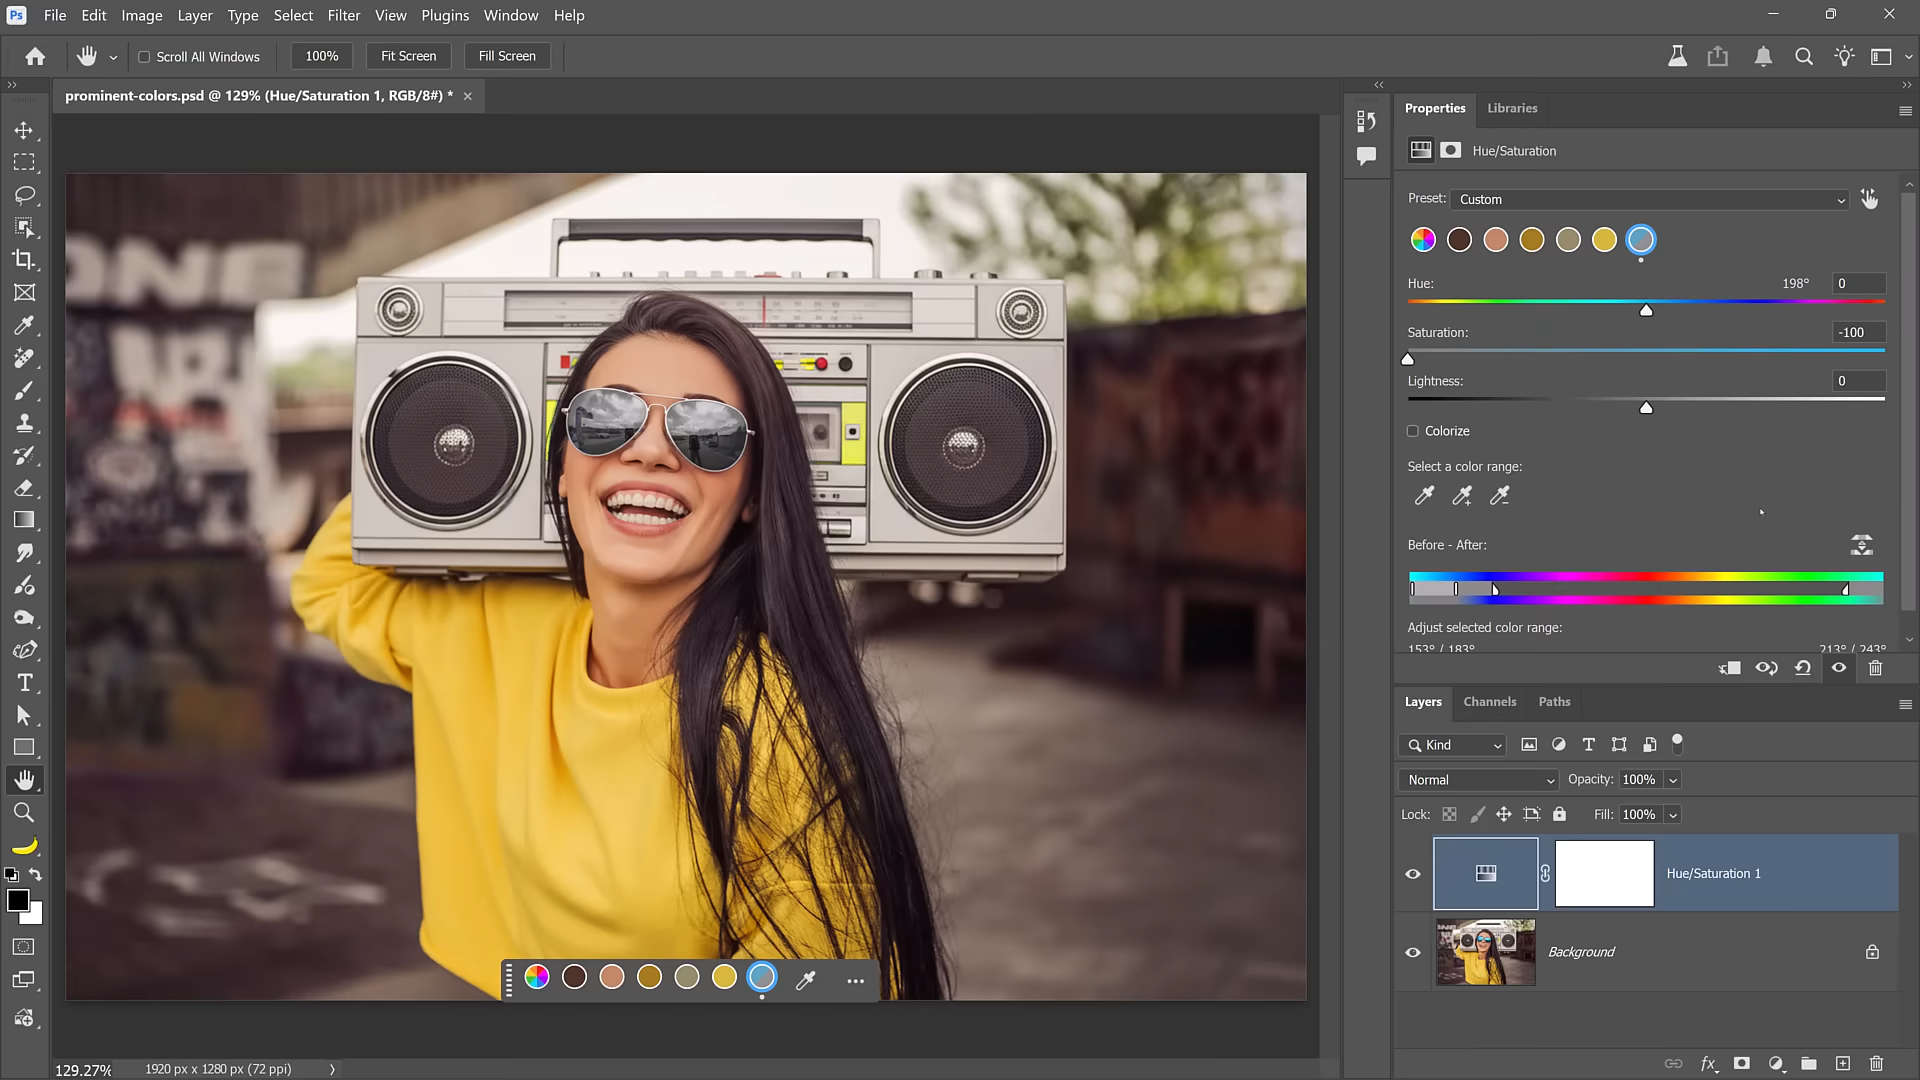 Ps File Edit Image Layer Type Select Filter View Plugins Window Help
Scroll All Windows 100% Fit Screen Fill Screen
prominent-colors.psd @ 129% (Hue/Saturation 1, RGB/8#) *
Properties Libraries
Hue/Saturation
Preset: Custom
Hue: 198° 0
Saturation: -100
Lightness: 0
Colorize
Select a color range:
Before - After:
Adjust selected color range:
153° / 183° 213° / 243°
Layers Channels Paths
Kind
Normal Opacity: 100%
Lock: Fill: 100%
Hue/Saturation 1
Background
129.27% 1920 px x 1280 px (72 ppi)
ONE